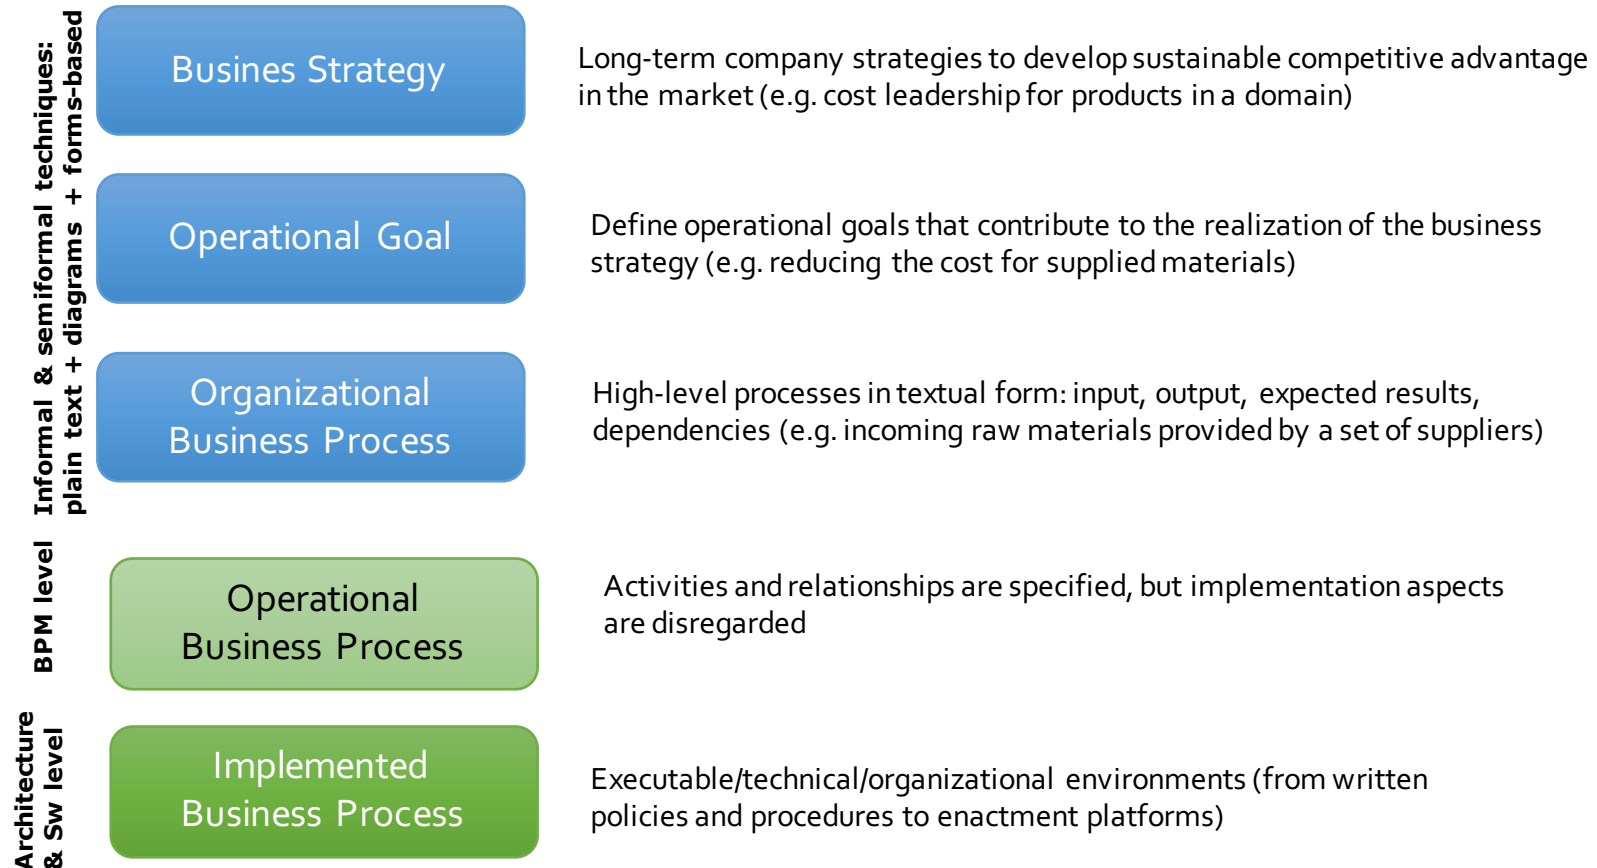 Informal & semiformal techniques:
plain text + diagrams + forms-based
Busines Strategy
Long-term company strategies to develop sustainable competitive advantage
in the market (e.g. cost leadership for products in a domain)
Operational Goal
Define operational goals that contribute to the realization of the business
strategy (e.g. reducing the cost for supplied materials)
Organizational
Business Process
High-level processes in textual form: input, output, expected results,
dependencies (e.g. incoming raw materials provided by a set of suppliers)
BPM level
Operational
Business Process
Activities and relationships are specified, but implementation aspects
are disregarded
Architecture
& Sw level
Implemented
Business Process
Executable/technical/organizational environments (from written
policies and procedures to enactment platforms)